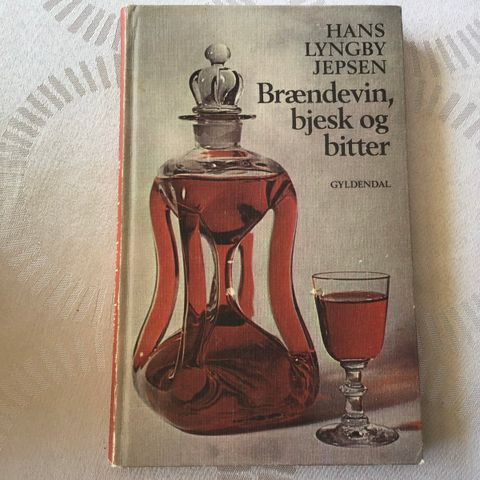 HANS
LYNGBY
JEPSEN
Brændevin,
bjesk og
bitter
GYLDENDAL